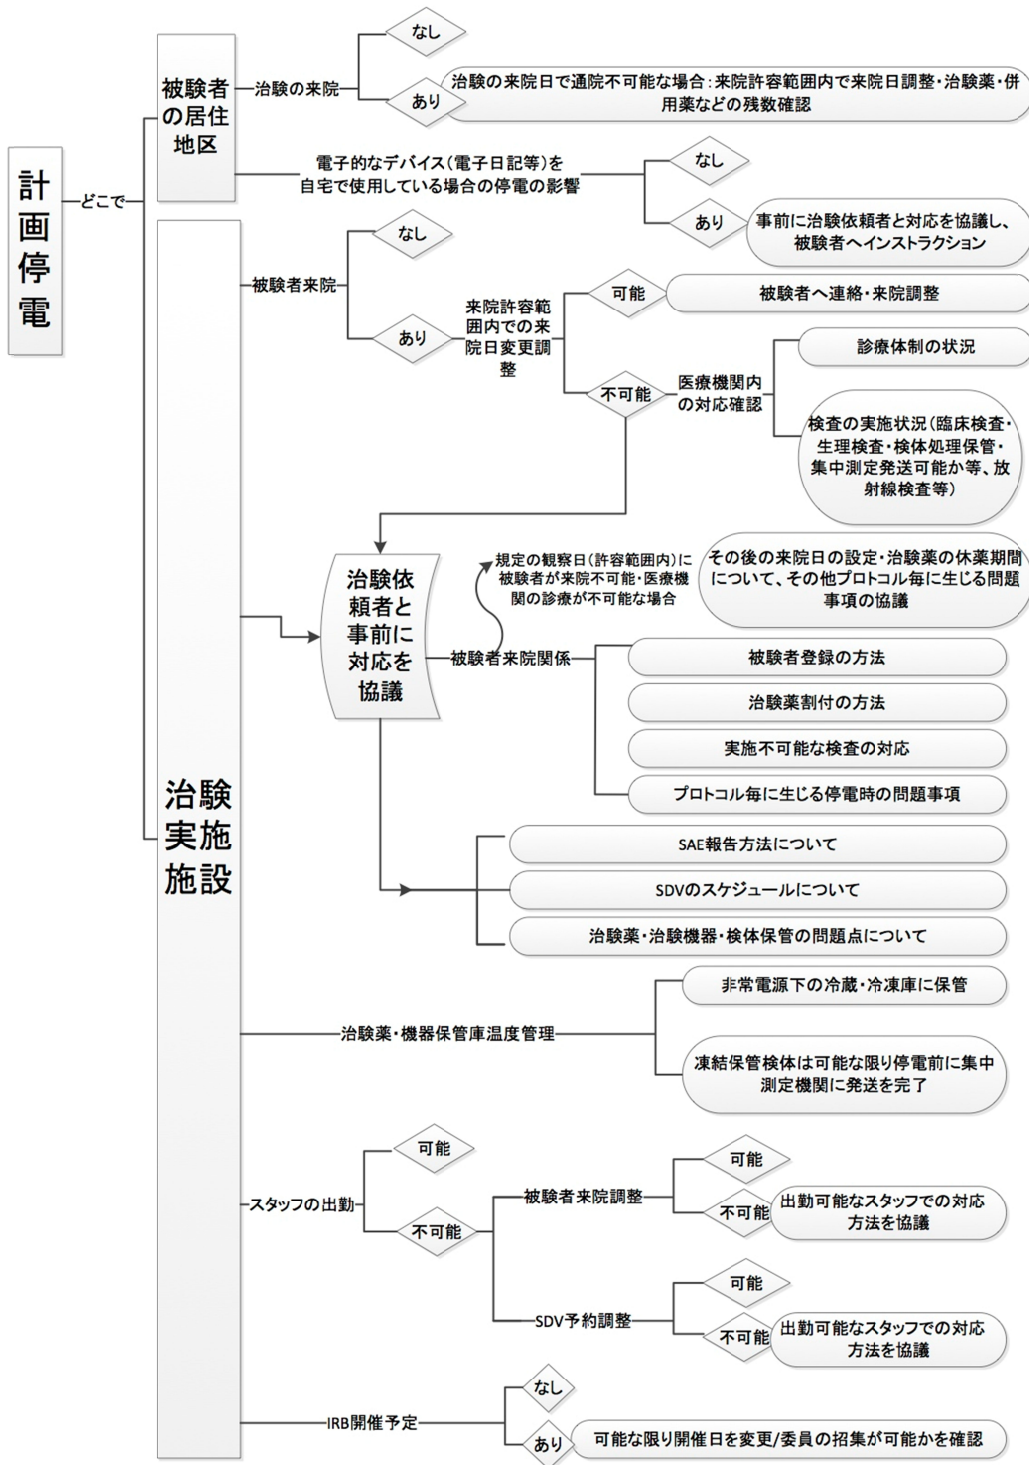 計画停電
どこで
被験者
の居住
地区
治験の来院
なし
あり
治験の来院日で通院不可能な場合：来院許容範囲内で来院日調整・治験薬・併
用薬などの残数確認
電子的なデバイス（電子日記等）を
自宅で使用している場合の停電の影響
なし
あり
事前に治験依頼者と対応を協議し、
被験者へインストラクション
治験
実施
施設
被験者来院
なし
あり
来院許容範
囲内での来
院日変更調
整
可能
被験者へ連絡・来院調整
不可能
医療機関内
の対応確認
診療体制の状況
検査の実施状況（臨床検査・
生理検査・検体処理保管・
集中測定発送可能か等、放
射線検査等）
治験依
頼者と
事前に
対応を
協議
規定の観察日（許容範囲内）に
被験者が来院不可能・医療機
関の診療が不可能な場合
その後の来院日の設定・治験薬の休薬期間
について、その他プロトコル毎に生じる問題
事項の協議
被験者来院関係
被験者登録の方法
治験薬割付の方法
実施不可能な検査の対応
プロトコル毎に生じる停電時の問題事項
SAE報告方法について
SDVのスケジュールについて
治験薬・治験機器・検体保管の問題点について
治験薬・機器保管庫温度管理
非常電源下の冷蔵・冷凍庫に保管
凍結保管検体は可能な限り停電前に集中
測定機関に発送を完了
スタッフの出勤
可能
不可能
被験者来院調整
可能
不可能
出勤可能なスタッフでの対応
方法を協議
SDV予約調整
可能
不可能
出勤可能なスタッフでの対応
方法を協議
IRB開催予定
なし
あり
可能な限り開催日を変更/委員の招集が可能かを確認